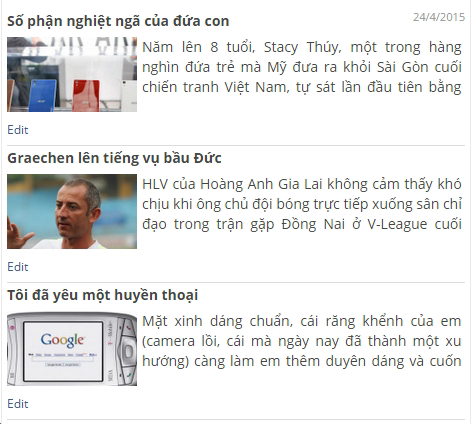 Số phận nghiệt ngã của đứa con
24/4/2015
Năm lên 8 tuổi, Stacy Thúy, một trong hàng
nghìn đứa trẻ mà Mỹ đưa ra khỏi Sài Gòn cuối
chiến tranh Việt Nam, tự sát lần đầu tiên bằng
Edit
Graechen lên tiếng vụ bầu Đức
HLV của Hoàng Anh Gia Lai không cảm thấy khó
chịu khi ông chủ đội bóng trực tiếp xuống sân chỉ
đạo trong trận gặp Đồng Nai ở V-League cuối
Edit
Tôi đã yêu một huyền thoại
Mặt xinh dáng chuẩn, cái răng khểnh của em
(camera lồi, cái mà ngày nay đã thành một xu
hướng) càng làm em thêm duyên dáng và cuốn
Google
Edit